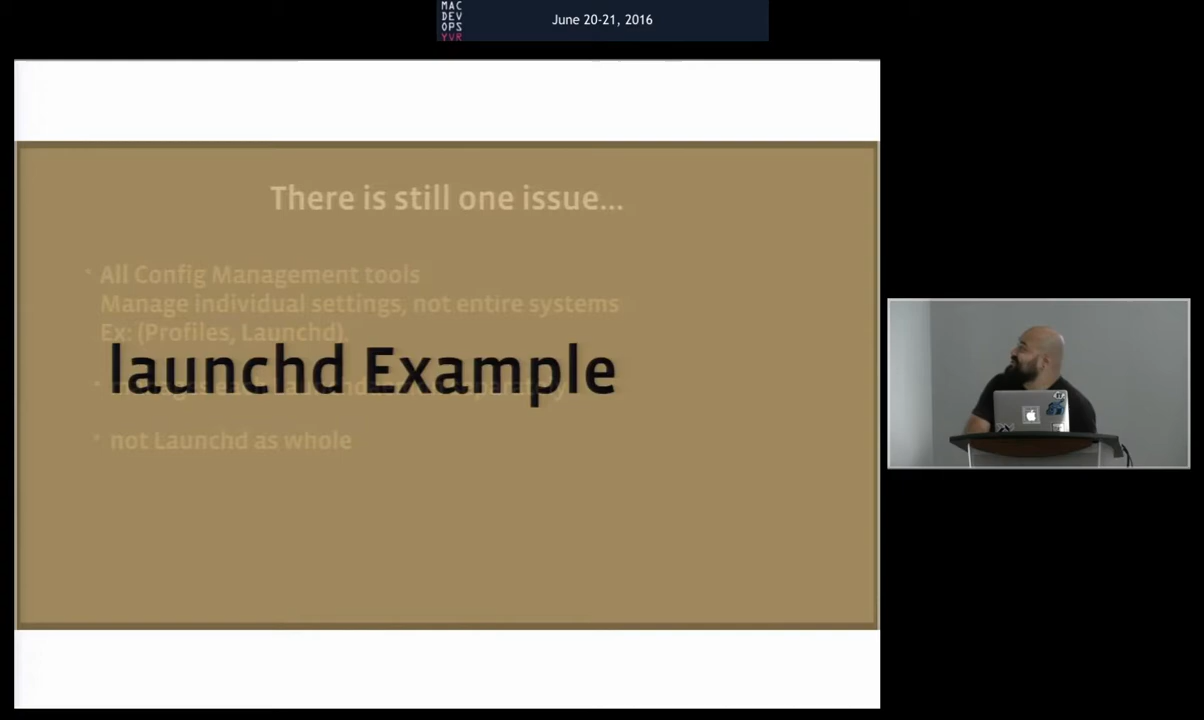 MAC
DEV
OPS
YVR
June 20-21, 2016
There is still one issue...
• All Config Management tools
Manage individual settings, not entire systems
Ex: (Profiles, Launchd)
launchd Example
• not Launchd as whole